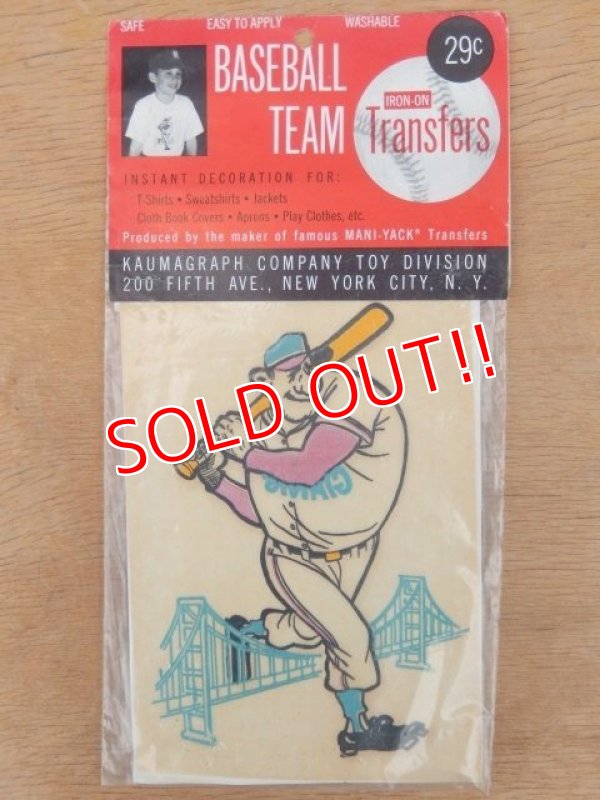 SAFE EASY TO APPLY WASHABLE
29¢
BASEBALL
TEAM
IRON-ON
Transfers
INSTANT DECORATION FOR:
T-Shirts • Sweatshirts • Jackets
Cloth Book Covers • Aprons • Play Clothes, etc.
Produced by the maker of famous MANI-YACK® Transfers
KAUMAGRAPH COMPANY TOY DIVISION
200 FIFTH AVE., NEW YORK CITY, N. Y.
SOLD OUT!!
GIANTS